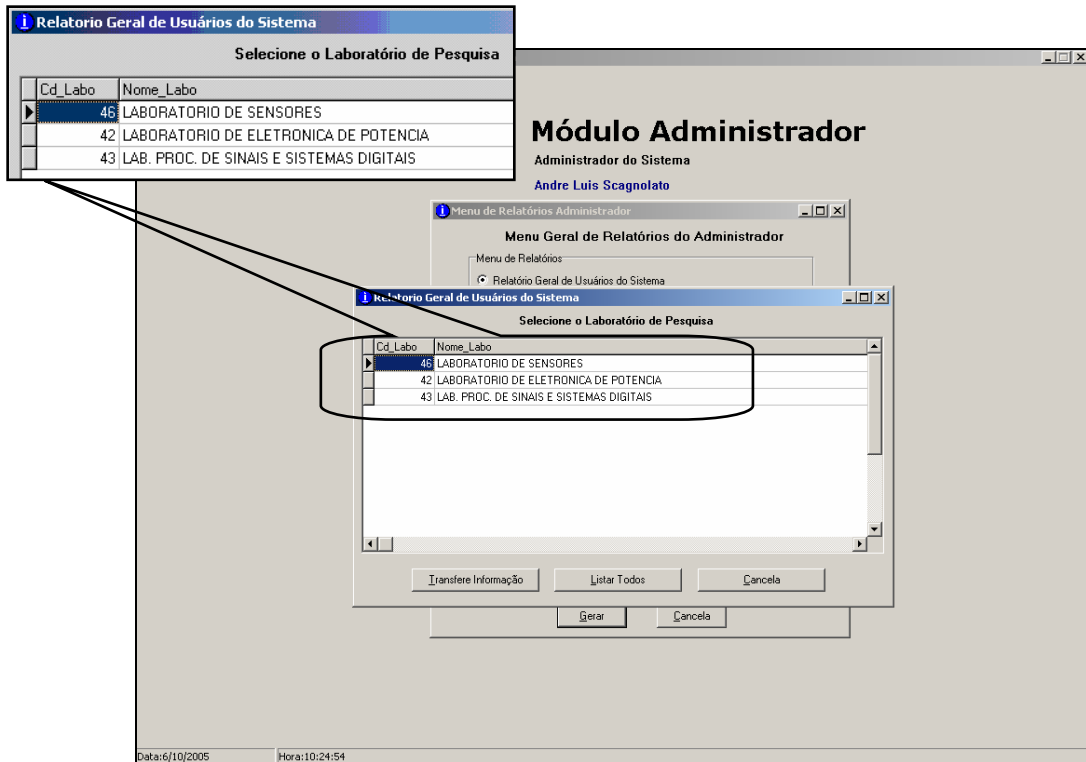 Relatorio Geral de Usuários do Sistema
Selecione o Laboratório de Pesquisa
Cd_Labo Nome_Labo
46 LABORATORIO DE SENSORES
42 LABORATORIO DE ELETRONICA DE POTENCIA
43 LAB. PROC. DE SINAIS E SISTEMAS DIGITAIS
Módulo Administrador
Administrador do Sistema
Andre Luis Scagnolato
Menu de Relatórios Administrador
Menu Geral de Relatórios do Administrador
Menu de Relatórios
Relatório Geral de Usuários do Sistema
Relatorio Geral de Usuários do Sistema
Selecione o Laboratório de Pesquisa
Cd_Labo Nome_Labo
46 LABORATORIO DE SENSORES
42 LABORATORIO DE ELETRONICA DE POTENCIA
43 LAB. PROC. DE SINAIS E SISTEMAS DIGITAIS
Transfere Informação Listar Todos Cancela
Gerar Cancela
Data:6/10/2005 Hora:10:24:54